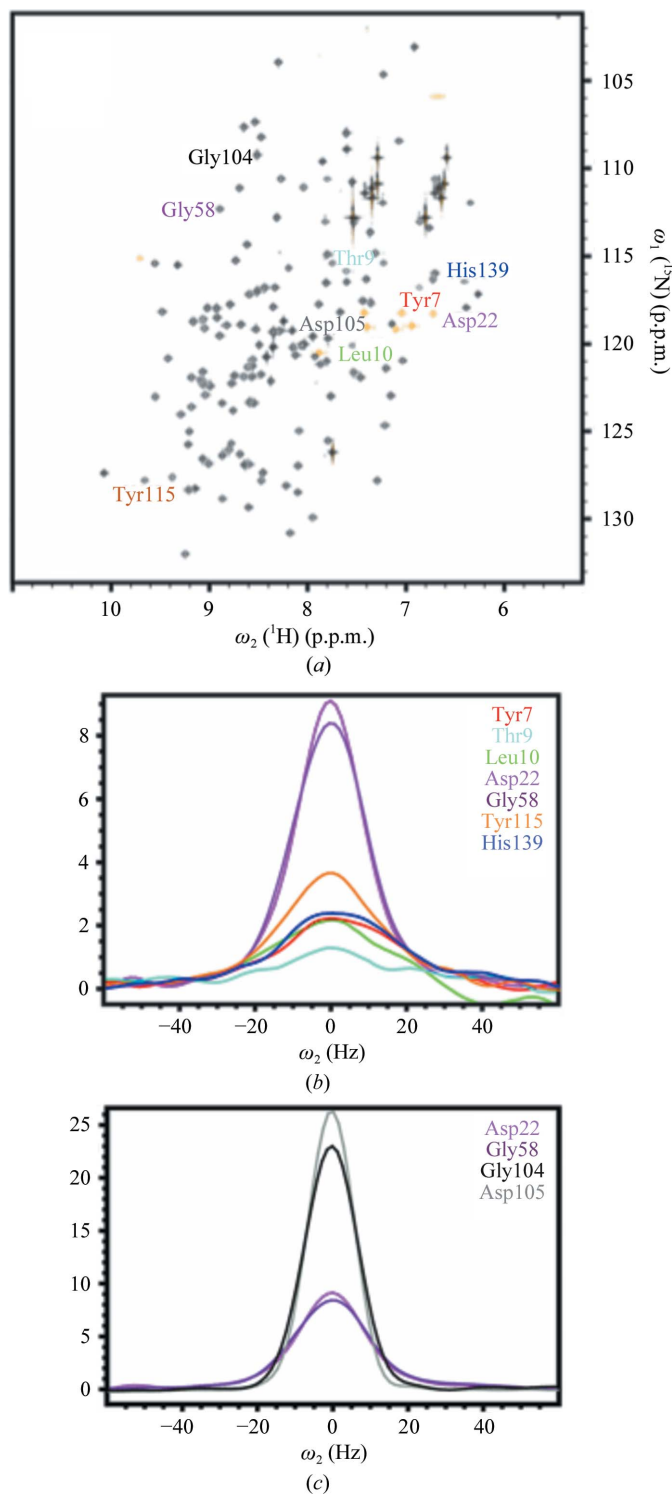 105
Gly104
110
Gly58
Thr9
115
His139
Tyr7
Asp105
Asp22
120
Leu10
125
Tyr115
130
ω1 (15N) (p.p.m.)
10 9 8 7 6
ω2 (1H) (p.p.m.)
(a)
Tyr7
Thr9
Leu10
Asp22
Gly58
Tyr115
His139
8
6
4
2
0
−40 −20 0 20 40
ω2 (Hz)
(b)
Asp22
Gly58
Gly104
Asp105
25
20
15
10
5
0
−40 −20 0 20 40
ω2 (Hz)
(c)